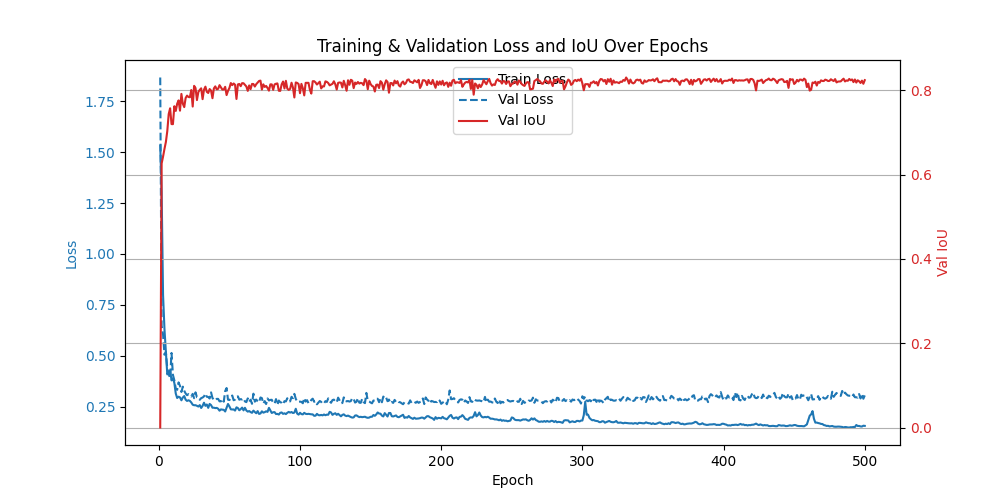 Training & Validation Loss and IoU Over Epochs
Train Loss
Val Loss
Val IoU
1.75
1.50
1.25
1.00
0.75
0.50
0.25
Loss
0.8
0.6
0.4
0.2
0.0
Val IoU
0
100
200
300
400
500
Epoch